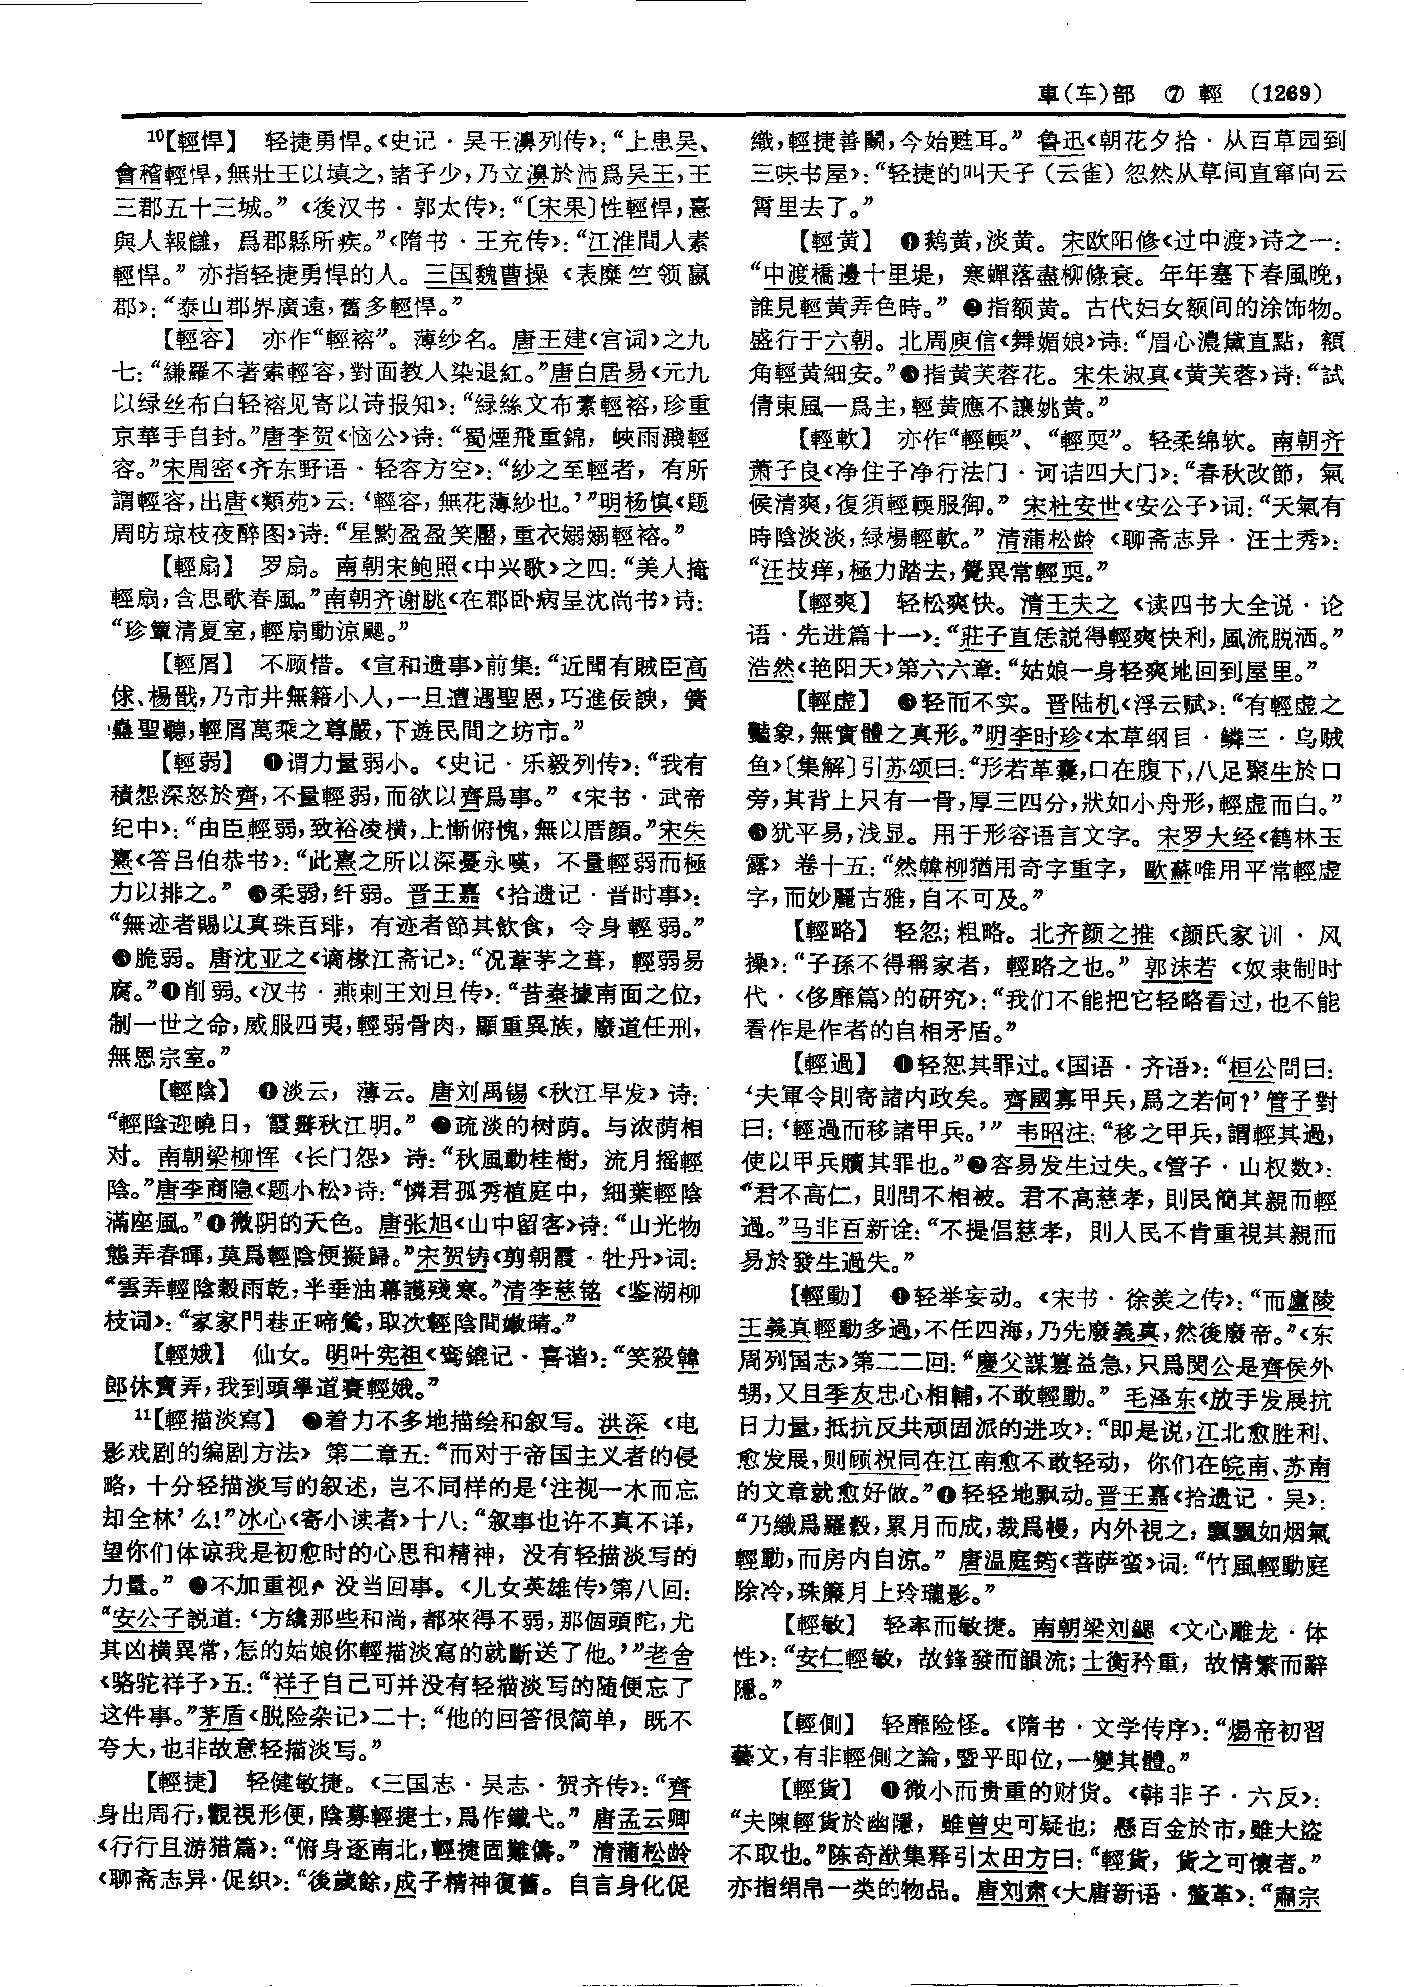 車(车)部 ⑦ 輕 (1269)
10【輕悍】 轻捷勇悍。《史记·吴王濞列传》:“上患吴、
會稽輕悍,無壯王以填之,諸子少,乃立濞於沛爲吴王,王
三郡五十三城。”《後汉书·郭太传》:“〔宋果〕性輕悍,憙
與人報讎, 爲郡縣所疾。”《隋书·王充传》:“江淮間人素
輕悍。” 亦指轻捷勇悍的人。三国魏曹操《表糜竺领嬴
郡》:“泰山郡界廣遠,舊多輕悍。”
【輕容】 亦作“輕褣”。薄纱名。唐王建《宫词》之九
七:“縑羅不著索輕容,對面教人染退紅。”唐白居易《元九
以绿丝布白轻褣见寄以诗报知》:“緑絲文布素輕褣,珍重
京華手自封。”唐李贺《恼公》诗:“蜀煙飛重錦, 峽雨濺輕
容。”宋周密《齐东野语·轻容方空》:“紗之至輕者, 有所
謂輕容,出唐《類苑》云:‘輕容,無花薄紗也。’”明杨慎《题
周昉琼枝夜醉图》诗:“星黔盈盈笑靨,重衣嫋嫋輕褣。”
【輕扇】 罗扇。南朝宋鲍照《中兴歌》之四:“美人掩
輕扇,含思歌春風。”南朝齐谢朓《在郡卧病呈沈尚书》诗:
“珍簟清夏室,輕扇動涼颸。”
【輕屑】 不顾惜。《宣和遗事》前集:“近聞有賊臣高
俅、楊戩,乃市井無籍小人,一旦遭遇聖恩,巧進佞諛, 簧
蠱聖聽,輕屑萬乘之尊嚴,下遊民間之坊市。”
【輕弱】 ❶谓力量弱小。《史记·乐毅列传》:“我有
積怨深怒於齊,不量輕弱,而欲以齊爲事。”《宋书·武帝
纪中》:“由臣輕弱,致裕凌横,上慚俯愧,無以厝顔。”宋朱
熹《答吕伯恭书》:“此熹之所以深憂永嘆, 不量輕弱而極
力以排之。” ❷柔弱,纤弱。晋王嘉《拾遗记·晋时事》:
“無迹者賜以真珠百琲, 有迹者節其飲食,令身輕弱。”
❸脆弱。唐沈亚之《谪椽江斋记》:“况葦茅之葺, 輕弱易
腐。”❹削弱。《汉书·燕剌王刘旦传》:“昔秦據南面之位,
制一世之命,威服四夷,輕弱骨肉,顯重異族,廢道任刑,
無恩宗室。”
【輕陰】 ❶淡云, 薄云。唐刘禹锡《秋江早发》诗:
“輕陰迎曉日, 霞霽秋江明。” ❷疏淡的树荫。与浓荫相
对。南朝梁柳恽《长门怨》诗:“秋風動桂樹, 流月摇輕
陰。”唐李商隐《题小松》诗:“憐君孤秀植庭中, 細葉輕陰
滿座風。”❸微阴的天色。唐张旭《山中留客》诗:“山光物
態弄春暉,莫爲輕陰便擬歸。”宋贺铸《剪朝霞·牡丹》词:
“雲弄輕陰穀雨乾,半垂油幕護殘寒。”清李慈铭《鉴湖柳
枝词》:“家家門巷正啼鶯,取次輕陰間嫩晴。”
【輕娥】 仙女。明叶宪祖《鸾鎞记·喜谐》:“笑殺韓
郎休賣弄,我到頭學道賽輕娥。”
11【輕描淡寫】 ❶着力不多地描绘和叙写。洪深《电
影戏剧的编剧方法》第二章五:“而对于帝国主义者的侵
略,十分轻描淡写的叙述,岂不同样的是‘注视一木而忘
却全林’么!”冰心《寄小读者》十八:“叙事也许不真不详,
望你们体谅我是初愈时的心思和精神, 没有轻描淡写的
力量。” ❷不加重视,没当回事。《儿女英雄传》第八回:
“安公子説道:‘方纔那些和尚,都來得不弱,那個頭陀,尤
其凶横異常,怎的姑娘你輕描淡寫的就斷送了他。’”老舍
《骆驼祥子》五:“祥子自己可并没有轻描淡写的随便忘了
这件事。”茅盾《脱险杂记》二十:“他的回答很简单, 既不
夸大,也非故意轻描淡写。”
【輕捷】 轻健敏捷。《三国志·吴志·贺齐传》:“齊
身出周行,觀視形便,陰募輕捷士,爲作鐵弋。” 唐孟云卿
《行行且游猎篇》:“俯身逐南北,輕捷固難儔。” 清蒲松龄
《聊斋志异·促织》:“後歲餘,成子精神復舊。自言身化促
織,輕捷善鬬,今始甦耳。” 鲁迅《朝花夕拾·从百草园到
三味书屋》:“轻捷的叫天子(云雀)忽然从草间直窜向云
霄里去了。”
【輕黄】 ❶鹅黄,淡黄。宋欧阳修《过中渡》诗之一:
“中渡橋邊十里堤, 寒蟬落盡柳條衰。年年塞下春風晚,
誰見輕黄弄色時。” ❷指额黄。古代妇女额间的涂饰物。
盛行于六朝。北周庾信《舞媚娘》诗:“眉心濃黛直點, 額
角輕黄細安。”❸指黄芙蓉花。宋朱淑真《黄芙蓉》诗:“試
倩東風一爲主,輕黄應不讓姚黄。”
【輕軟】 亦作“輕輭”、“輕耎”。轻柔绵软。南朝齐
萧子良《净住子净行法门·诃诘四大门》:“春秋改節, 氣
候清爽,復須輕輭服御。” 宋杜安世《安公子》词:“天氣有
時陰淡淡,緑楊輕軟。” 清蒲松龄《聊斋志异·汪士秀》:
“汪技痒,極力踏去,覺異常輕耎。”
【輕爽】 轻松爽快。清王夫之《读四书大全说·论
语·先进篇十一》:“莊子直恁説得輕爽快利,風流脱洒。”
浩然《艳阳天》第六六章:“姑娘一身轻爽地回到屋里。”
【輕虚】 ❶轻而不实。晋陆机《浮云赋》:“有輕虚之
豔象,無實體之真形。”明李时珍《本草纲目·鳞三·乌贼
鱼》〔集解〕引苏颂曰:“形若革囊,口在腹下,八足聚生於口
旁,其背上只有一骨,厚三四分,狀如小舟形,輕虚而白。”
❷犹平易,浅显。用于形容语言文字。宋罗大经《鹤林玉
露》卷十五:“然韓柳猶用奇字重字, 歐蘇唯用平常輕虚
字,而妙麗古雅,自不可及。”
【輕略】 轻忽;粗略。北齐颜之推《颜氏家训·风
操》:“子孫不得稱家者, 輕略之也。” 郭沫若《奴隶制时
代·〈侈靡篇〉的研究》:“我们不能把它轻略看过,也不能
看作是作者的自相矛盾。”
【輕過】 ❶轻恕其罪过。《国语·齐语》:“桓公問曰:
‘夫軍令則寄諸内政矣。齊國寡甲兵,爲之若何?’管子對
曰:‘輕過而移諸甲兵。’” 韦昭注:“移之甲兵,謂輕其過,
使以甲兵贖其罪也。”❷容易发生过失。《管子·山权数》:
“君不高仁,則問不相被。君不高慈孝,則民簡其親而輕
過。”马非百新诠:“不提倡慈孝, 則人民不肯重視其親而
易於發生過失。”
【輕動】 ❶轻举妄动。《宋书·徐羡之传》:“而廬陵
王義真輕動多過,不任四海,乃先廢義真,然後廢帝。”《东
周列国志》第二二回:“慶父謀篡益急,只爲閔公是齊侯外
甥,又且季友忠心相輔,不敢輕動。” 毛泽东《放手发展抗
日力量,抵抗反共顽固派的进攻》:“即是说,江北愈胜利、
愈发展,则顾祝同在江南愈不敢轻动,你们在皖南、苏南
的文章就愈好做。”❷轻轻地飘动。晋王嘉《拾遗记·吴》:
“乃織爲羅縠,累月而成,裁爲幔,内外視之,飄飄如烟氣
輕動,而房内自凉。” 唐温庭筠《菩萨蛮》词:“竹風輕動庭
除冷,珠簾月上玲瓏影。”
【輕敏】 轻率而敏捷。南朝梁刘勰《文心雕龙·体
性》:“安仁輕敏,故鋒發而韻流;士衡矜重,故情繁而辭
隱。”
【輕側】 轻靡险怪。《隋书·文学传序》:“煬帝初習
藝文,有非輕側之論,暨乎即位,一變其體。”
【輕貨】 ❶微小而贵重的财货。《韩非子·六反》:
“夫陳輕貨於幽隱,雖曾史可疑也;懸百金於市,雖大盗
不取也。”陈奇猷集释引太田方曰:“輕貨,貨之可懷者。”
亦指绢帛一类的物品。唐刘肃《大唐新语·釐革》:“肅宗